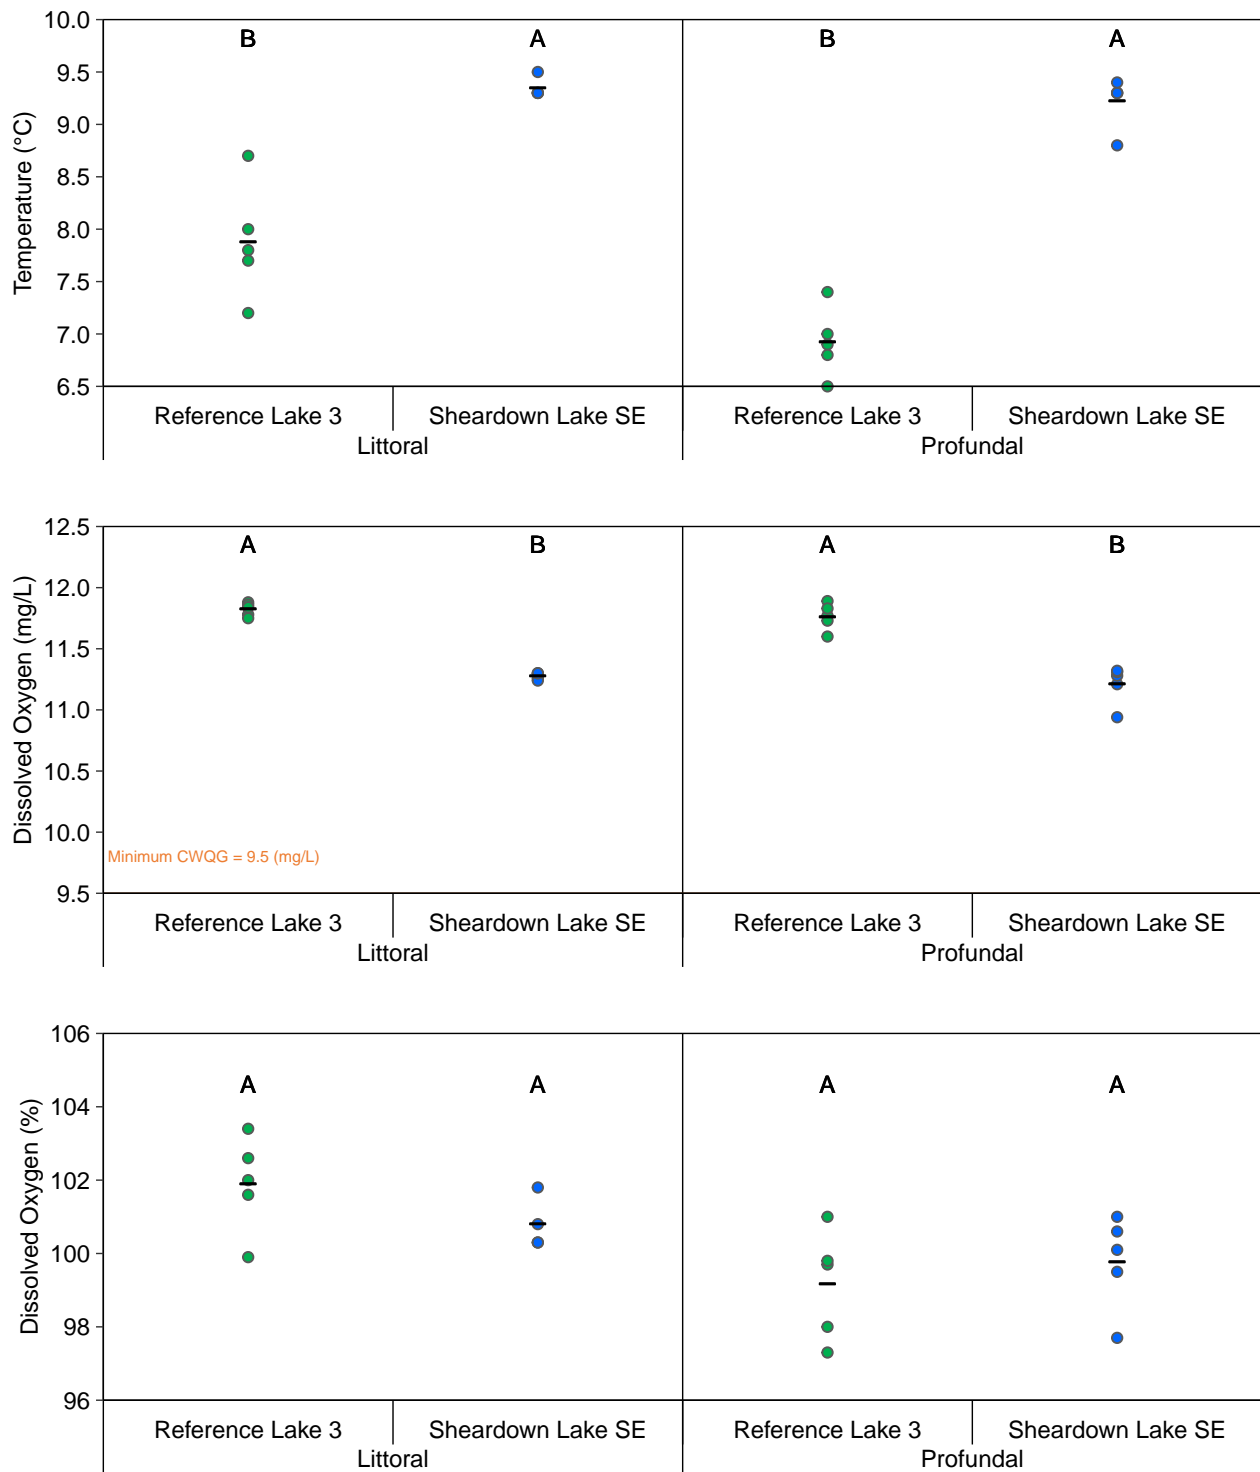 Temperature (°C)
10.0
9.5
9.0
8.5
8.0
7.5
7.0
6.5
B
A
B
A
Reference Lake 3
Sheardown Lake SE
Reference Lake 3
Sheardown Lake SE
Littoral
Profundal
Dissolved Oxygen (mg/L)
12.5
12.0
11.5
11.0
10.5
10.0
9.5
A
B
A
B
Minimum CWQG = 9.5 (mg/L)
Reference Lake 3
Sheardown Lake SE
Reference Lake 3
Sheardown Lake SE
Littoral
Profundal
Dissolved Oxygen (%)
106
104
102
100
98
96
A
A
A
A
Reference Lake 3
Sheardown Lake SE
Reference Lake 3
Sheardown Lake SE
Littoral
Profundal